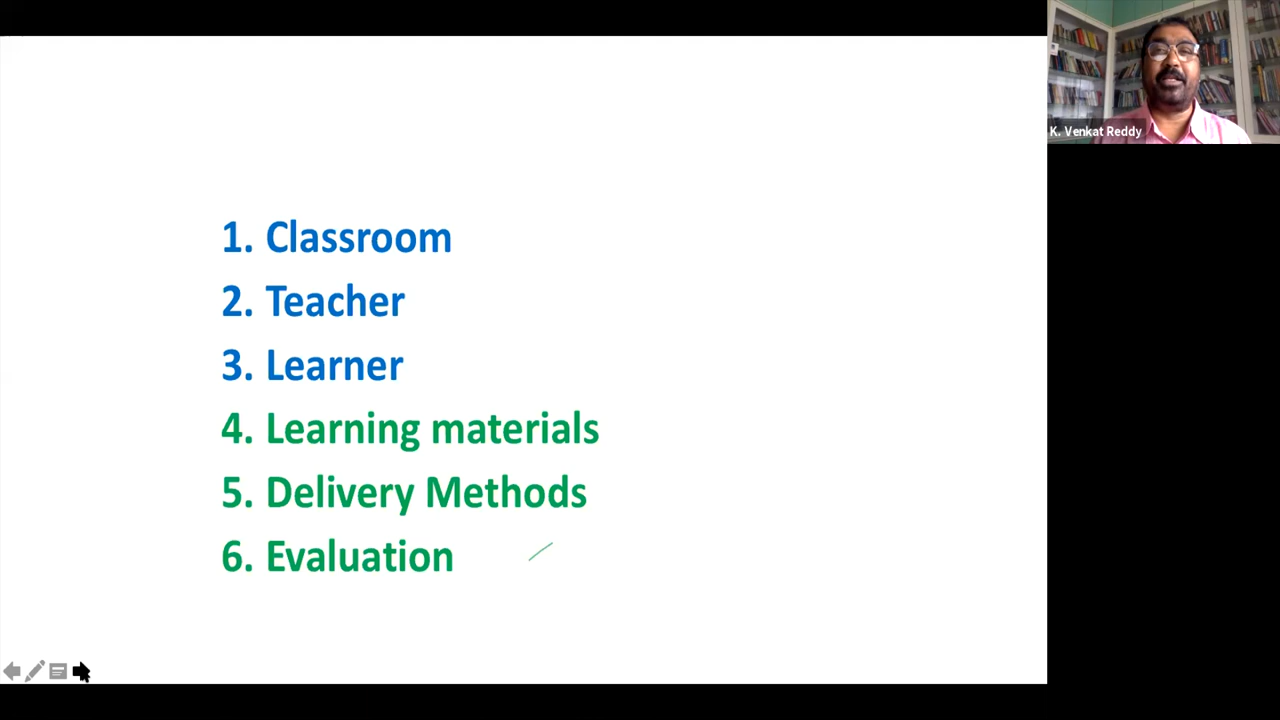 K. Venkat Reddy
1. Classroom
2. Teacher
3. Learner
4. Learning materials
5. Delivery Methods
6. Evaluation